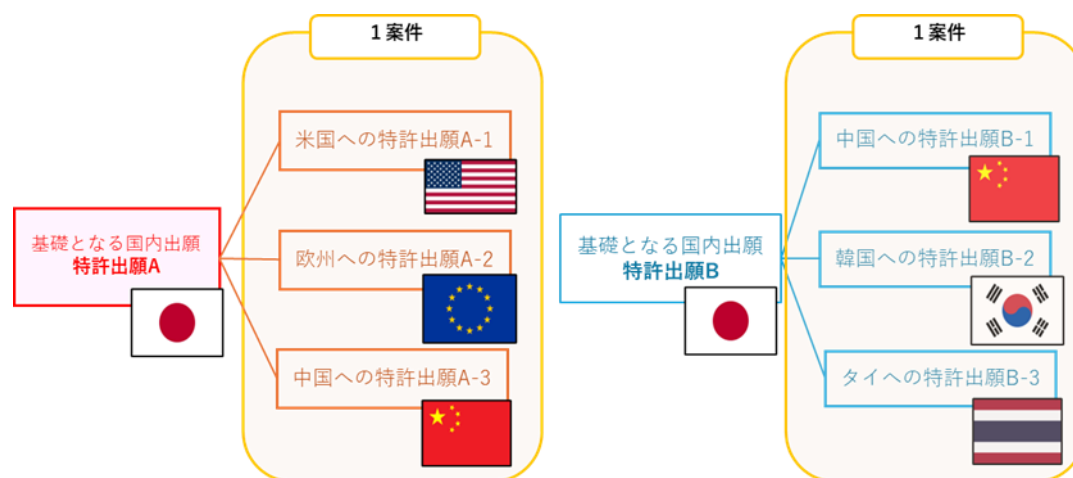 1案件
米国への特許出願A-1
基礎となる国内出願
特許出願A
欧州への特許出願A-2
中国への特許出願A-3
1案件
中国への特許出願B-1
基礎となる国内出願
特許出願B
韓国への特許出願B-2
タイへの特許出願B-3